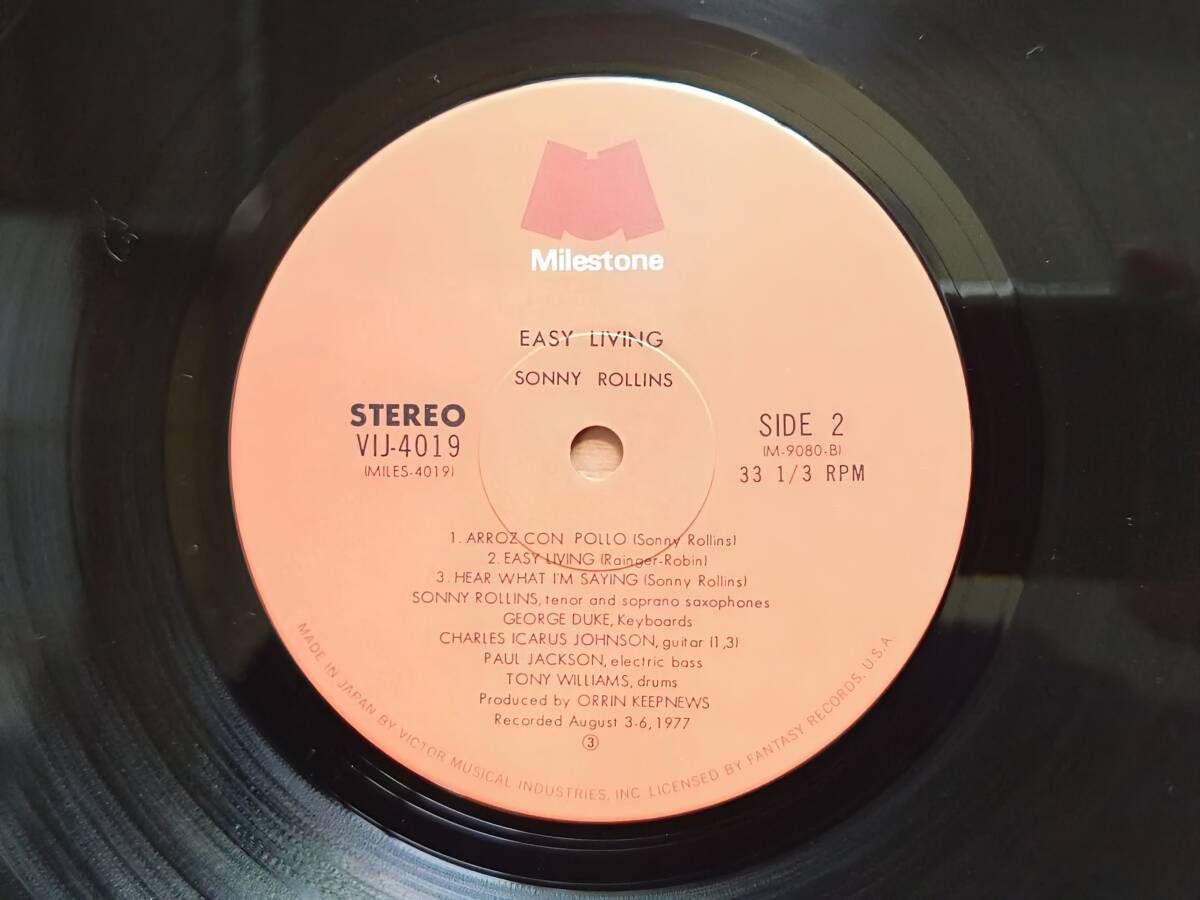 Milestone
EASY LIVING
SONNY ROLLINS
STEREO
VIJ-4019
(MILES-4019)
SIDE 2
(M-9080-B)
33 1/3 RPM
1. ARROZ CON POLLO (Sonny Rollins)
2. EASY LIVING (Rainger-Robin)
3. HEAR WHAT I'M SAYING (Sonny Rollins)
SONNY ROLLINS, tenor and soprano saxophones
GEORGE DUKE, Keyboards
CHARLES ICARUS JOHNSON, guitar (1,3)
PAUL JACKSON, electric bass
TONY WILLIAMS, drums
Produced by ORRIN KEEPNEWS
Recorded August 3-6, 1977
③
MADE IN JAPAN BY VICTOR MUSICAL INDUSTRIES, INC LICENSED BY FANTASY RECORDS, U.S.A